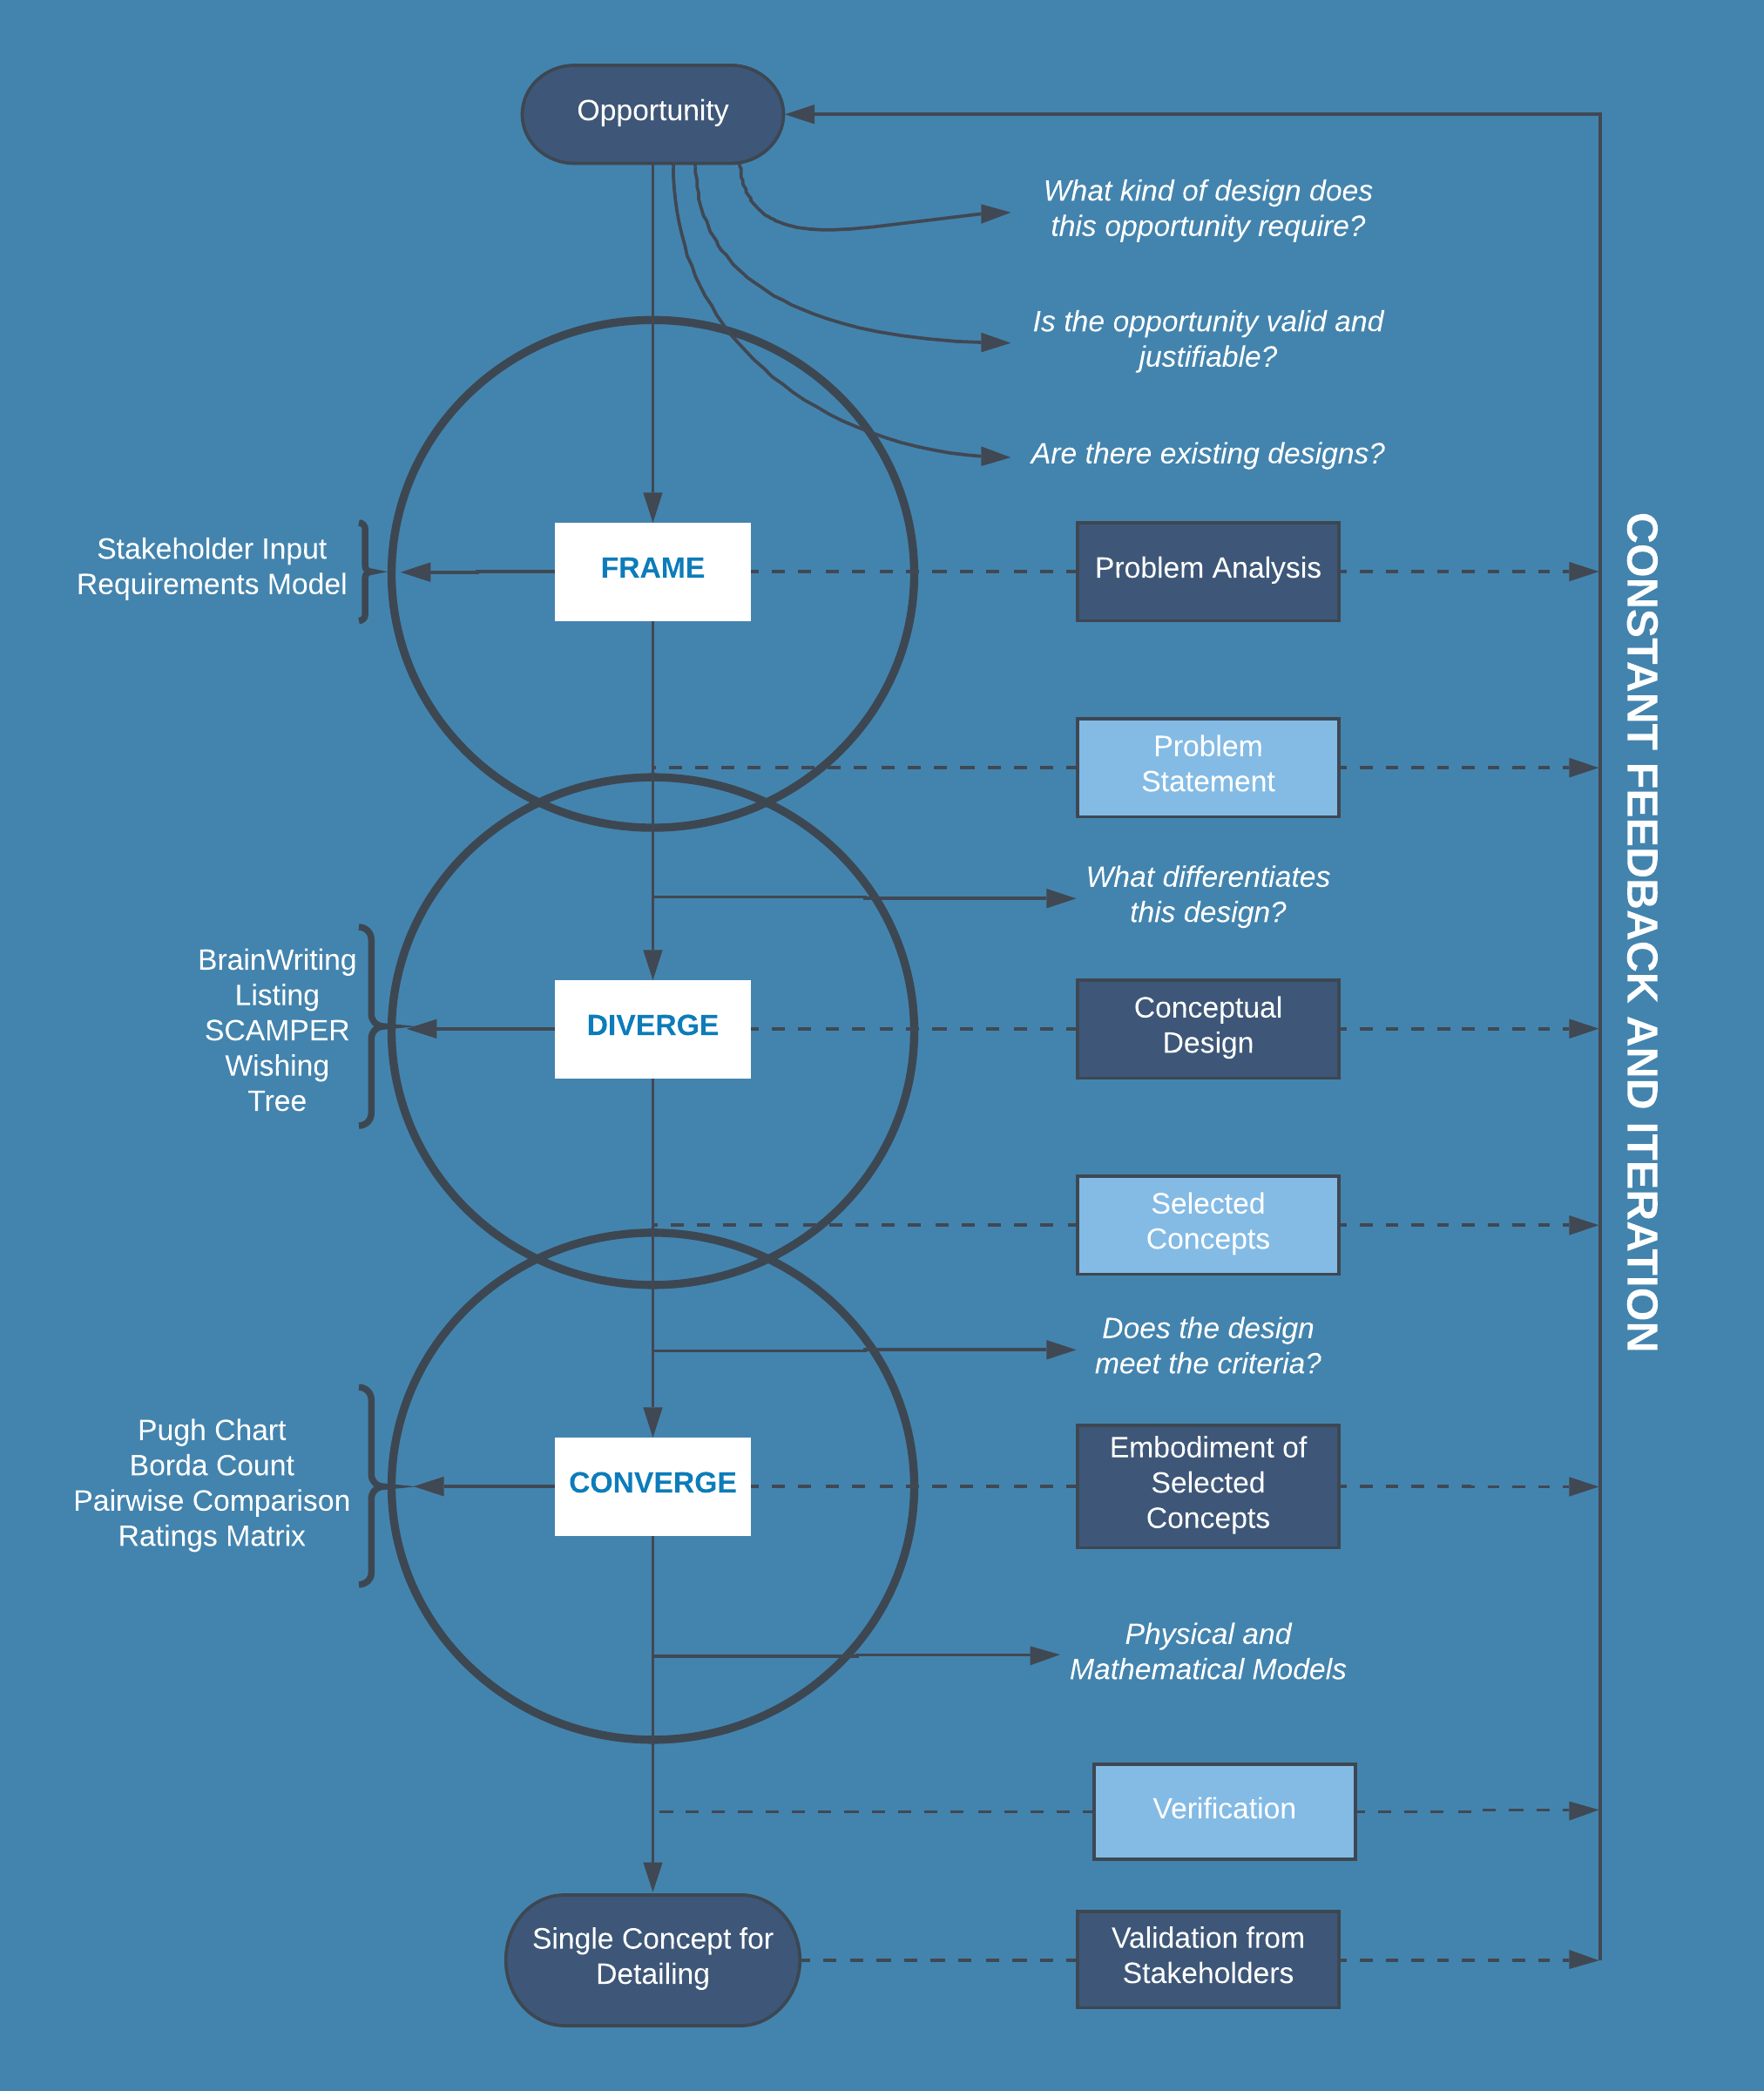 Opportunity
What kind of design does
this opportunity require?
Is the opportunity valid and
justifiable?
Are there existing designs?
Stakeholder Input
Requirements Model
FRAME
Problem Analysis
Problem
Statement
What differentiates
this design?
BrainWriting
Listing
SCAMPER
Wishing
Tree
DIVERGE
Conceptual
Design
Selected
Concepts
Does the design
meet the criteria?
Pugh Chart
Borda Count
Pairwise Comparison
Ratings Matrix
CONVERGE
Embodiment of
Selected
Concepts
Physical and
Mathematical Models
Verification
Single Concept for
Detailing
Validation from
Stakeholders
CONSTANT FEEDBACK AND ITERATION